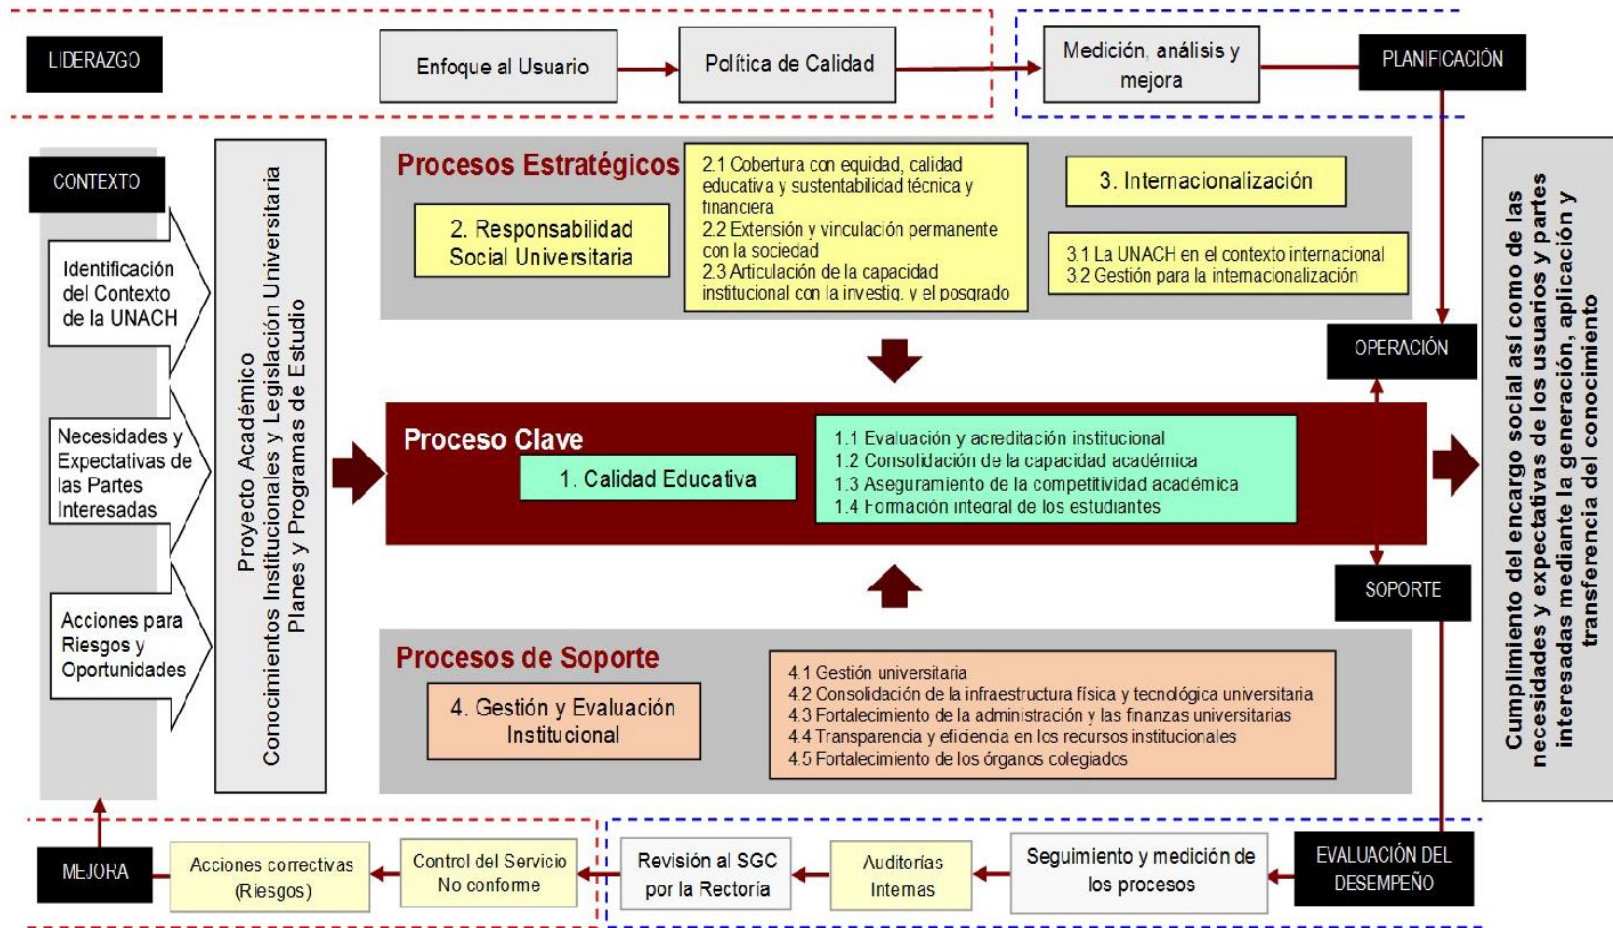 LIDERAZGO
Enfoque al Usuario
Política de Calidad
Medición, análisis y
mejora
PLANIFICACIÓN
CONTEXTO
Identificación
del Contexto
de la UNACH
Necesidades y
Expectativas de
las Partes
Interesadas
Acciones para
Riesgos y
Oportunidades
Proyecto Académico
Conocimientos Institucionales y Legislación Universitaria
Planes y Programas de Estudio
Procesos Estratégicos
2. Responsabilidad
Social Universitaria
2.1 Cobertura con equidad, calidad
educativa y sustentabilidad técnica y
financiera
2.2 Extensión y vinculación permanente
con la sociedad
2.3 Articulación de la capacidad
institucional con la investig. y el posgrado
3. Internacionalización
3.1 La UNACH en el contexto internacional
3.2 Gestión para la internacionalización
OPERACIÓN
Proceso Clave
1. Calidad Educativa
1.1 Evaluación y acreditación institucional
1.2 Consolidación de la capacidad académica
1.3 Aseguramiento de la competitividad académica
1.4 Formación integral de los estudiantes
SOPORTE
Procesos de Soporte
4. Gestión y Evaluación
Institucional
4.1 Gestión universitaria
4.2 Consolidación de la infraestructura física y tecnológica universitaria
4.3 Fortalecimiento de la administración y las finanzas universitarias
4.4 Transparencia y eficiencia en los recursos institucionales
4.5 Fortalecimiento de los órganos colegiados
Cumplimiento del encargo social así como de las
necesidades y expectativas de los usuarios y partes
interesadas mediante la generación, aplicación y
transferencia del conocimiento
MEJORA
Acciones correctivas
(Riesgos)
Control del Servicio
No conforme
Revisión al SGC
por la Rectoría
Auditorías
Internas
Seguimiento y medición de
los procesos
EVALUACIÓN DEL
DESEMPEÑO